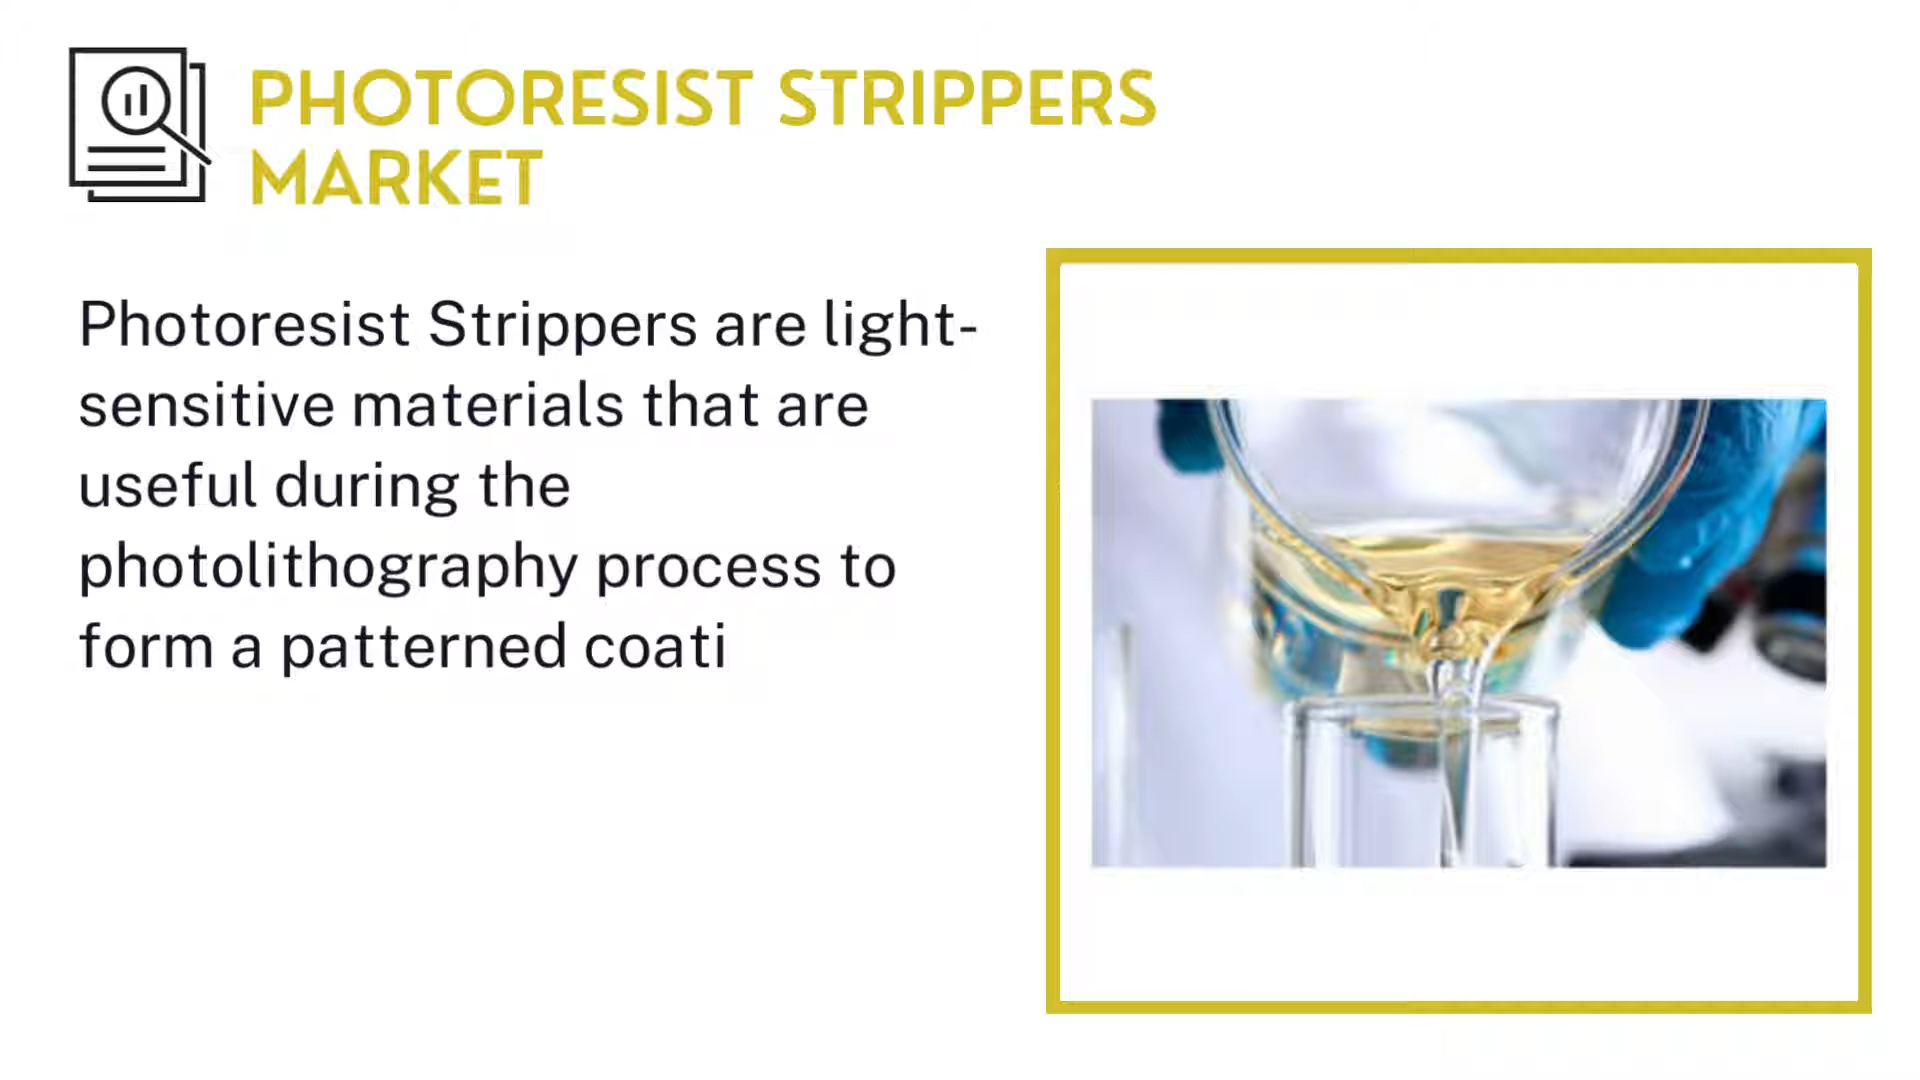 PHOTORESIST STRIPPERS
MARKET
Photoresist Strippers are light-
sensitive materials that are
useful during the
photolithography process to
form a patterned coati